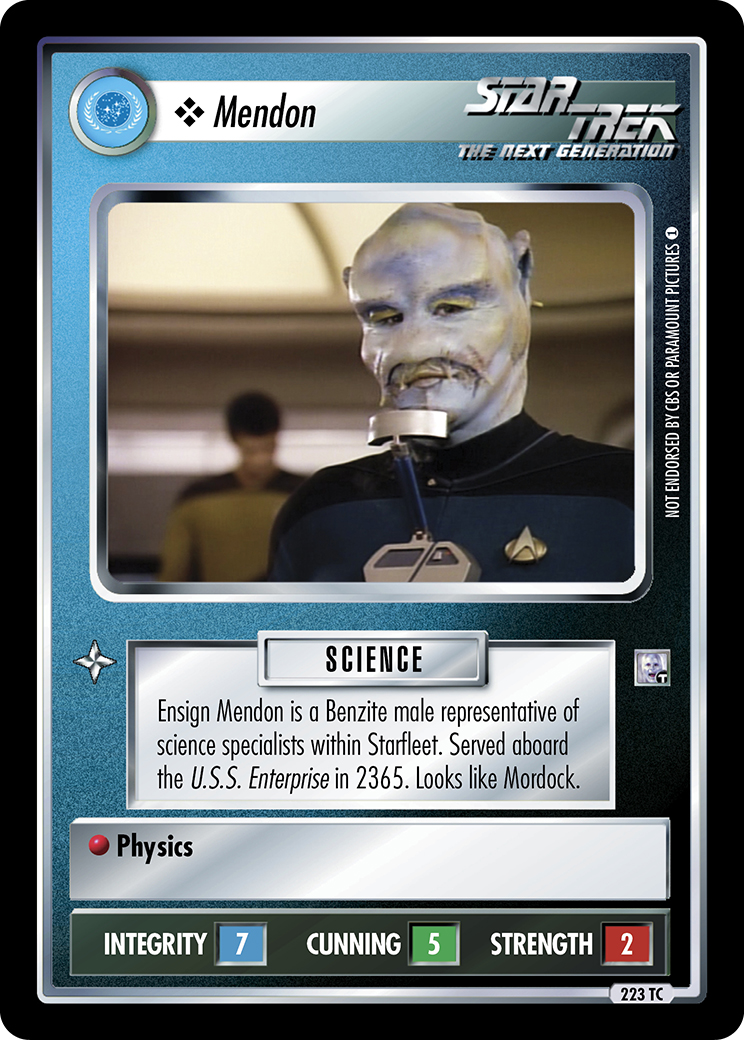 ❖ Mendon
STAR TREK
THE NEXT GENERATION
NOT ENDORSED BY CBS OR PARAMOUNT PICTURES 1
SCIENCE
Ensign Mendon is a Benzite male representative of
science specialists within Starfleet. Served aboard
the U.S.S. Enterprise in 2365. Looks like Mordock.
T
Physics
INTEGRITY 7 CUNNING 5 STRENGTH 2
223 TC